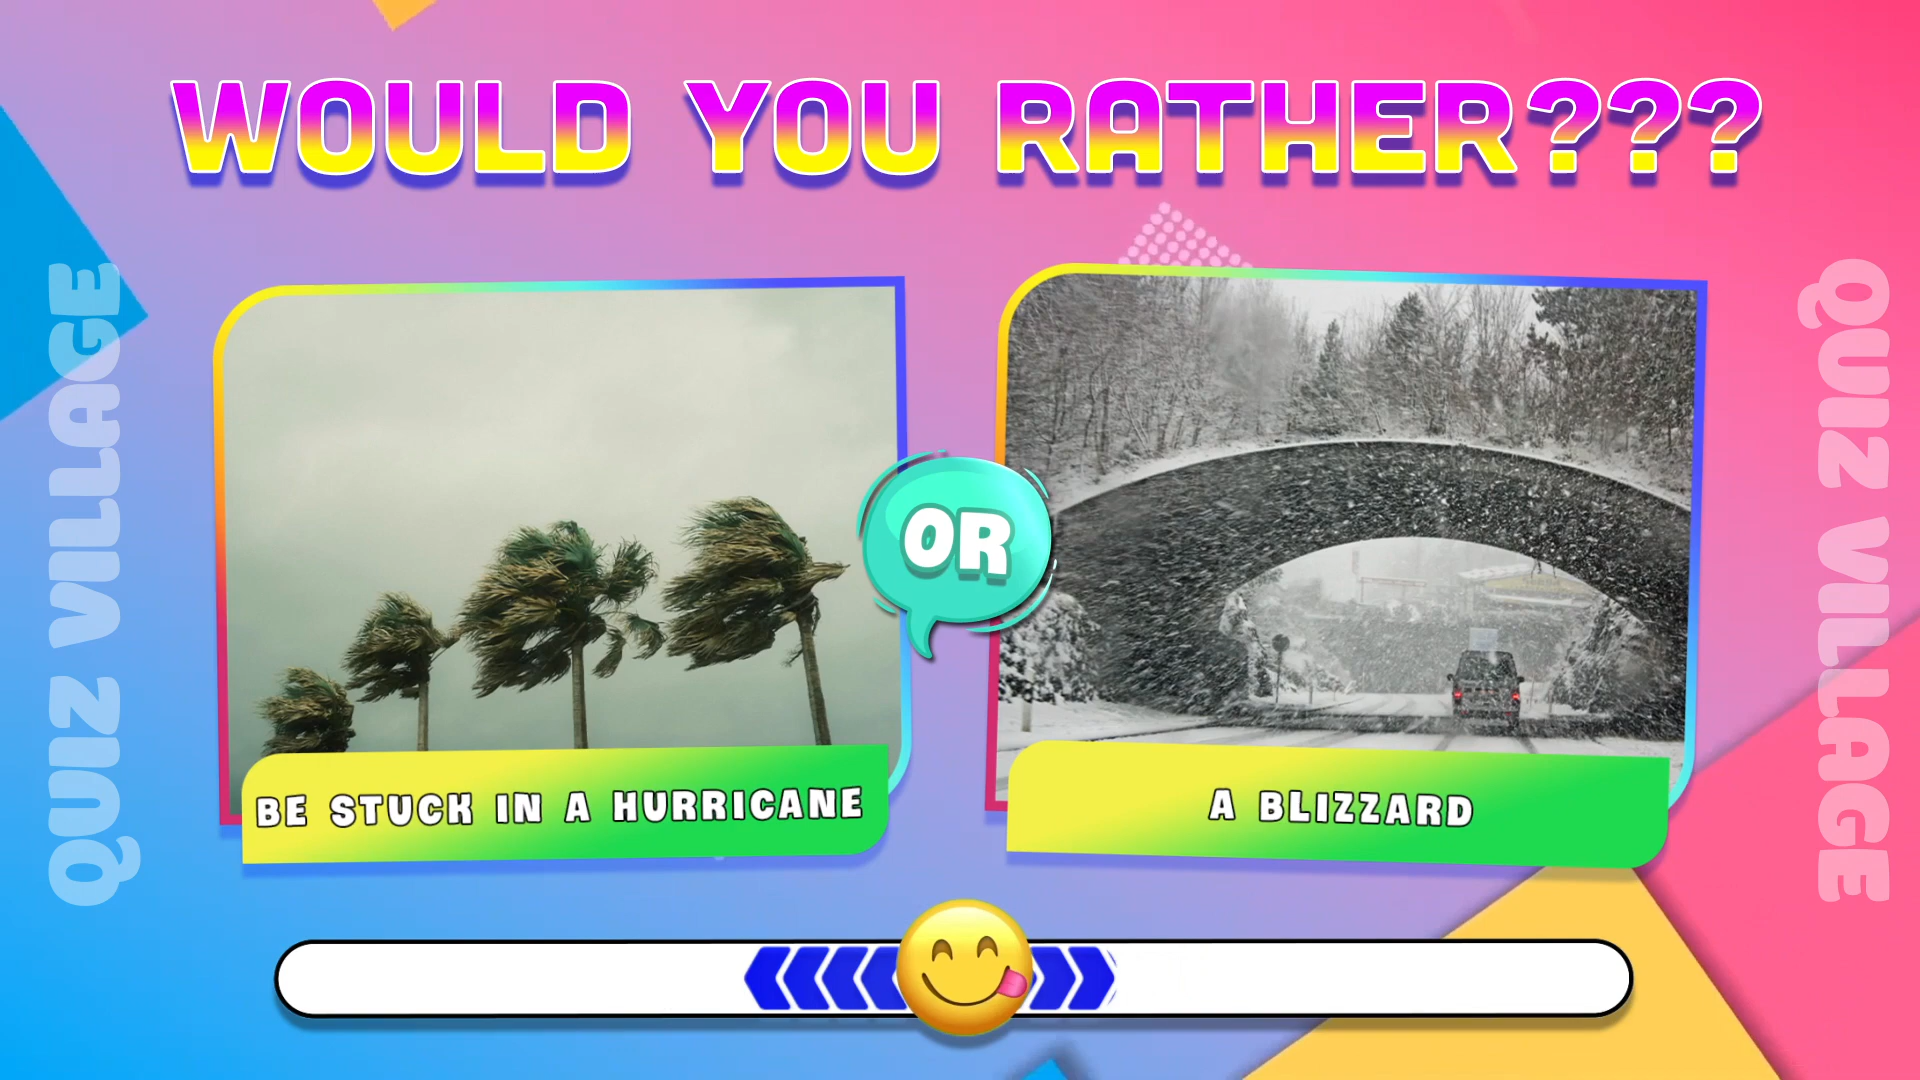 WOULD YOU RATHER???
QUIZ VILLAGE
OR
QUIZ VILLAGE
BE STUCK IN A HURRICANE
A BLIZZARD